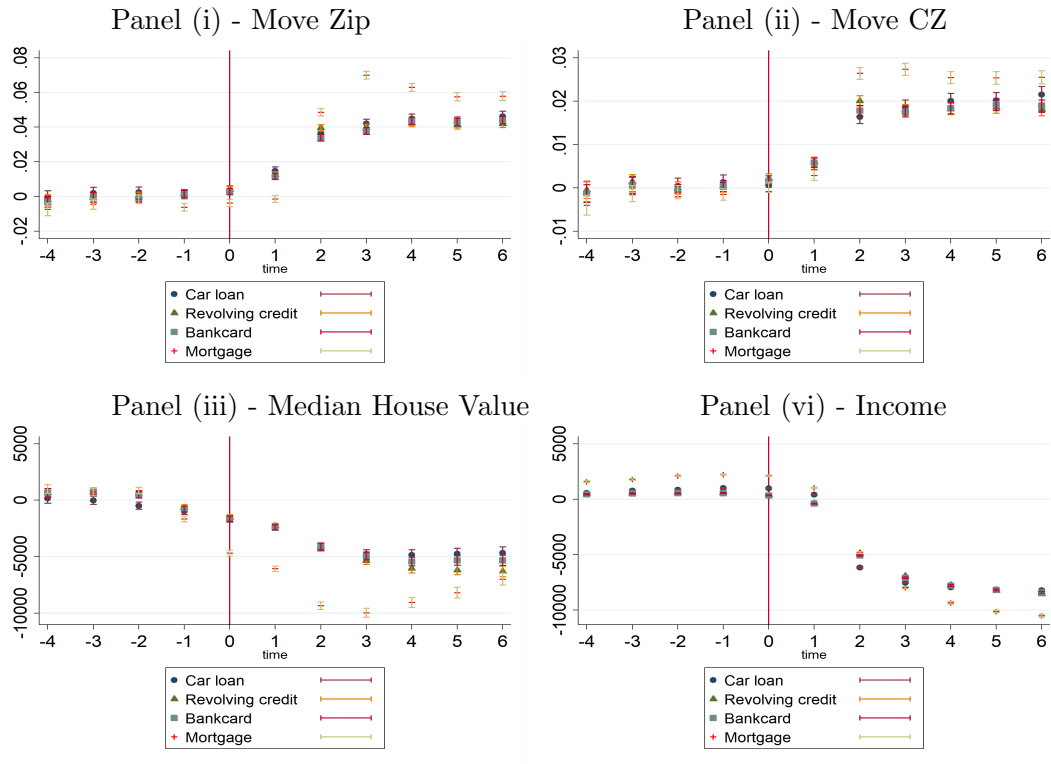 Panel (i) - Move Zip
.08
.06
.04
.02
0
-.02
-4 -3 -2 -1 0 1 2 3 4 5 6
time
Car loan
Revolving credit
Bankcard
Mortgage
Panel (ii) - Move CZ
.03
.02
.01
0
-.01
-4 -3 -2 -1 0 1 2 3 4 5 6
time
Car loan
Revolving credit
Bankcard
Mortgage
Panel (iii) - Median House Value
5000
0
-5000
-10000
-4 -3 -2 -1 0 1 2 3 4 5 6
time
Car loan
Revolving credit
Bankcard
Mortgage
Panel (vi) - Income
5000
0
-5000
-10000
-4 -3 -2 -1 0 1 2 3 4 5 6
time
Car loan
Revolving credit
Bankcard
Mortgage